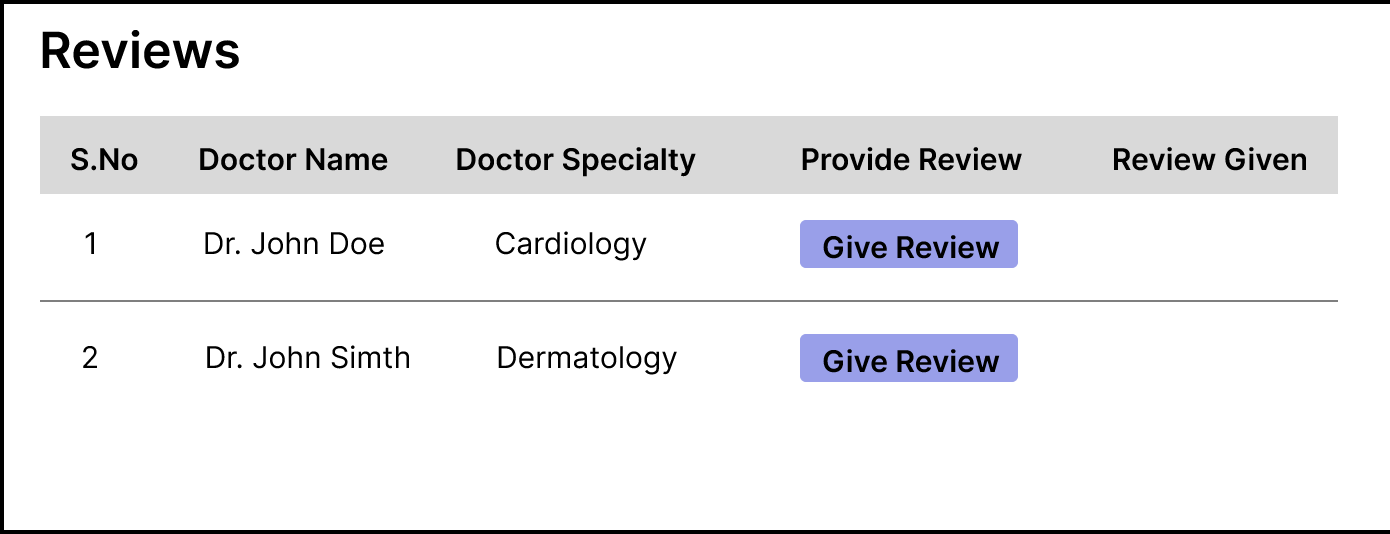 Reviews
S.No Doctor Name Doctor Specialty Provide Review Review Given
1 Dr. John Doe Cardiology Give Review
2 Dr. John Simth Dermatology Give Review